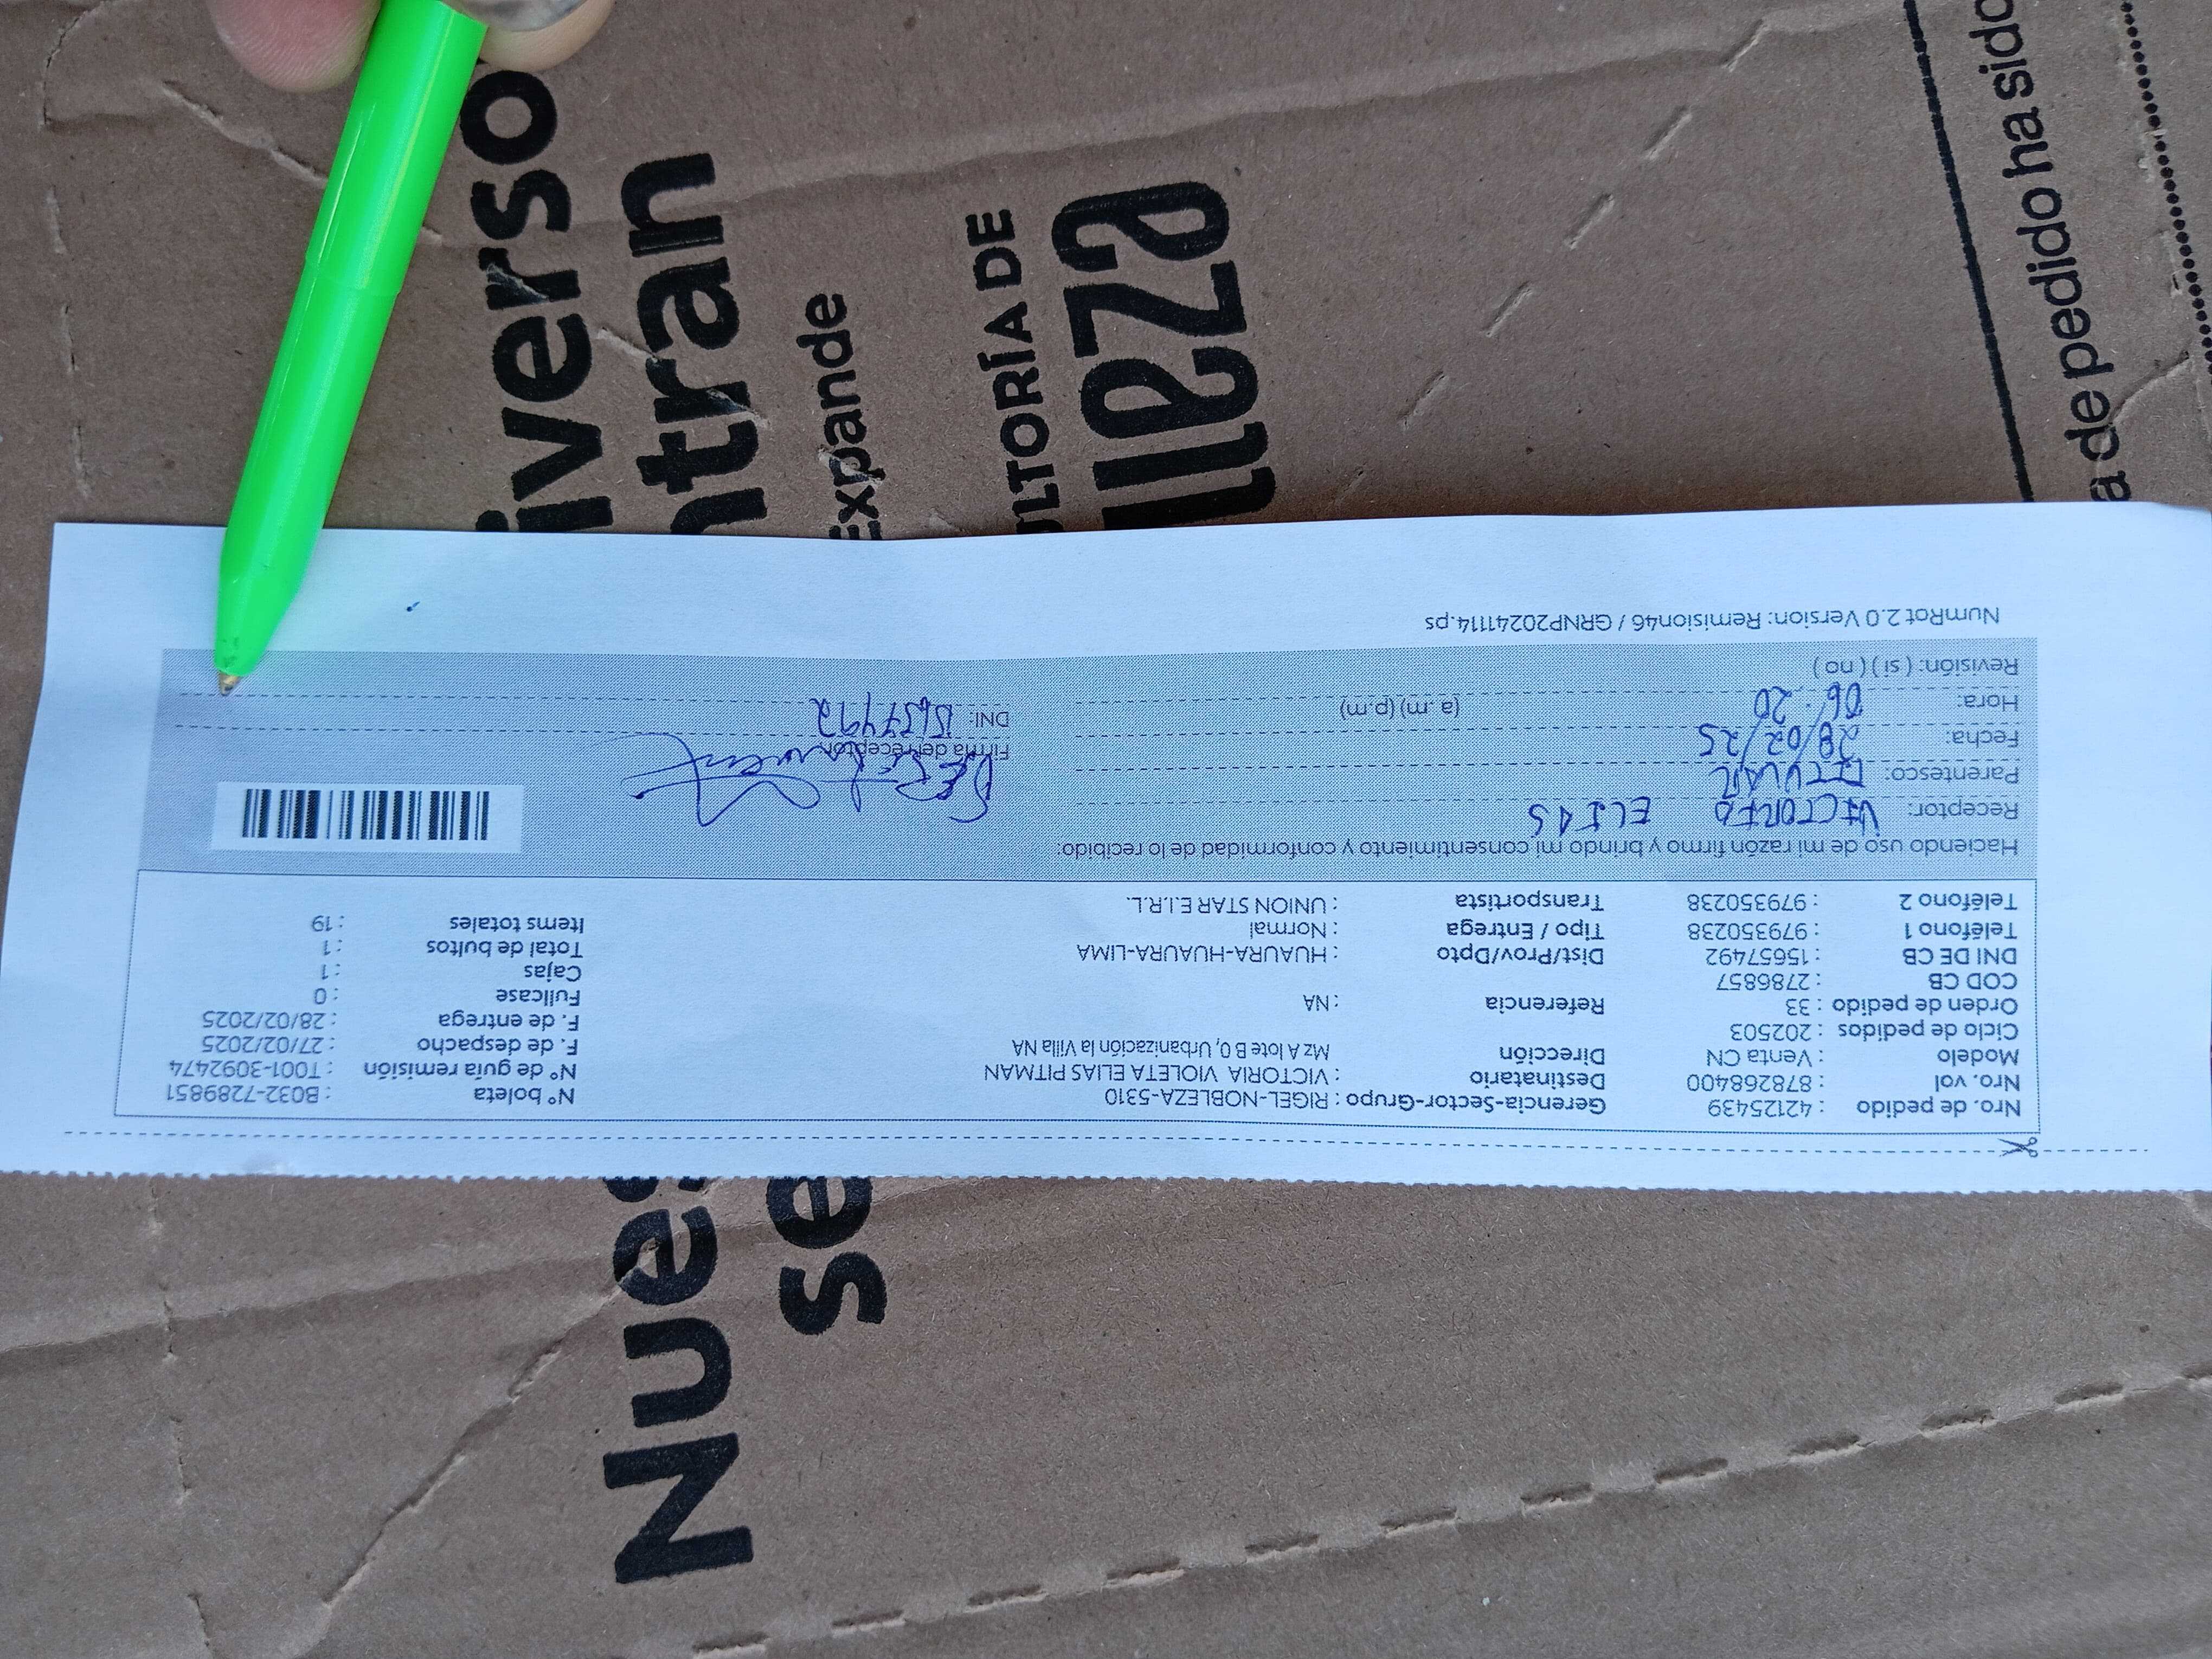 Nro. de pedido : 42125439 Gerencia-Sector-Grupo : RIGEL-NOBLEZA-5310 N° boleta : B032-7289851
Nro. vol : 878268400 Destinatario : VICTORIA VIOLETA ELIAS PITMAN N° de guía remisión : T001-3092474
Modelo : Venta CN Dirección Mz A lote B 0, Urbanización la Villa NA F. de despacho : 27/02/2025
Ciclo de pedidos : 202503 F. de entrega : 28/02/2025
Orden de pedido : 33 Referencia : NA Fullcase : 0
COD CB : 2786857 Cajas : 1
DNI DE CB : 15657492 Dist/Prov/Dpto : HUAURA-HUAURA-LIMA Total de bultos : 1
Teléfono 1 : 979350238 Tipo / Entrega : Normal Items totales : 19
Teléfono 2 : 979350238 Transportista : UNION STAR E.I.R.L.
Haciendo uso de mi razón firmo y brindo mi consentimiento y conformidad de lo recibido:
Receptor: VICTORIA ELIAS
Parentesco: TITULAR
Fecha: 28/02/25 Firma del receptor
Hora: 06:20 (a.m) (p.m) DNI: 15657492
Revisión: ( si ) ( no )
NumRot 2.0 Version: Remision46 / GRNP20241114.ps
Nues iverso
se ntran
Expande
ULTORÍA DE
lleza
a de pedido ha sido